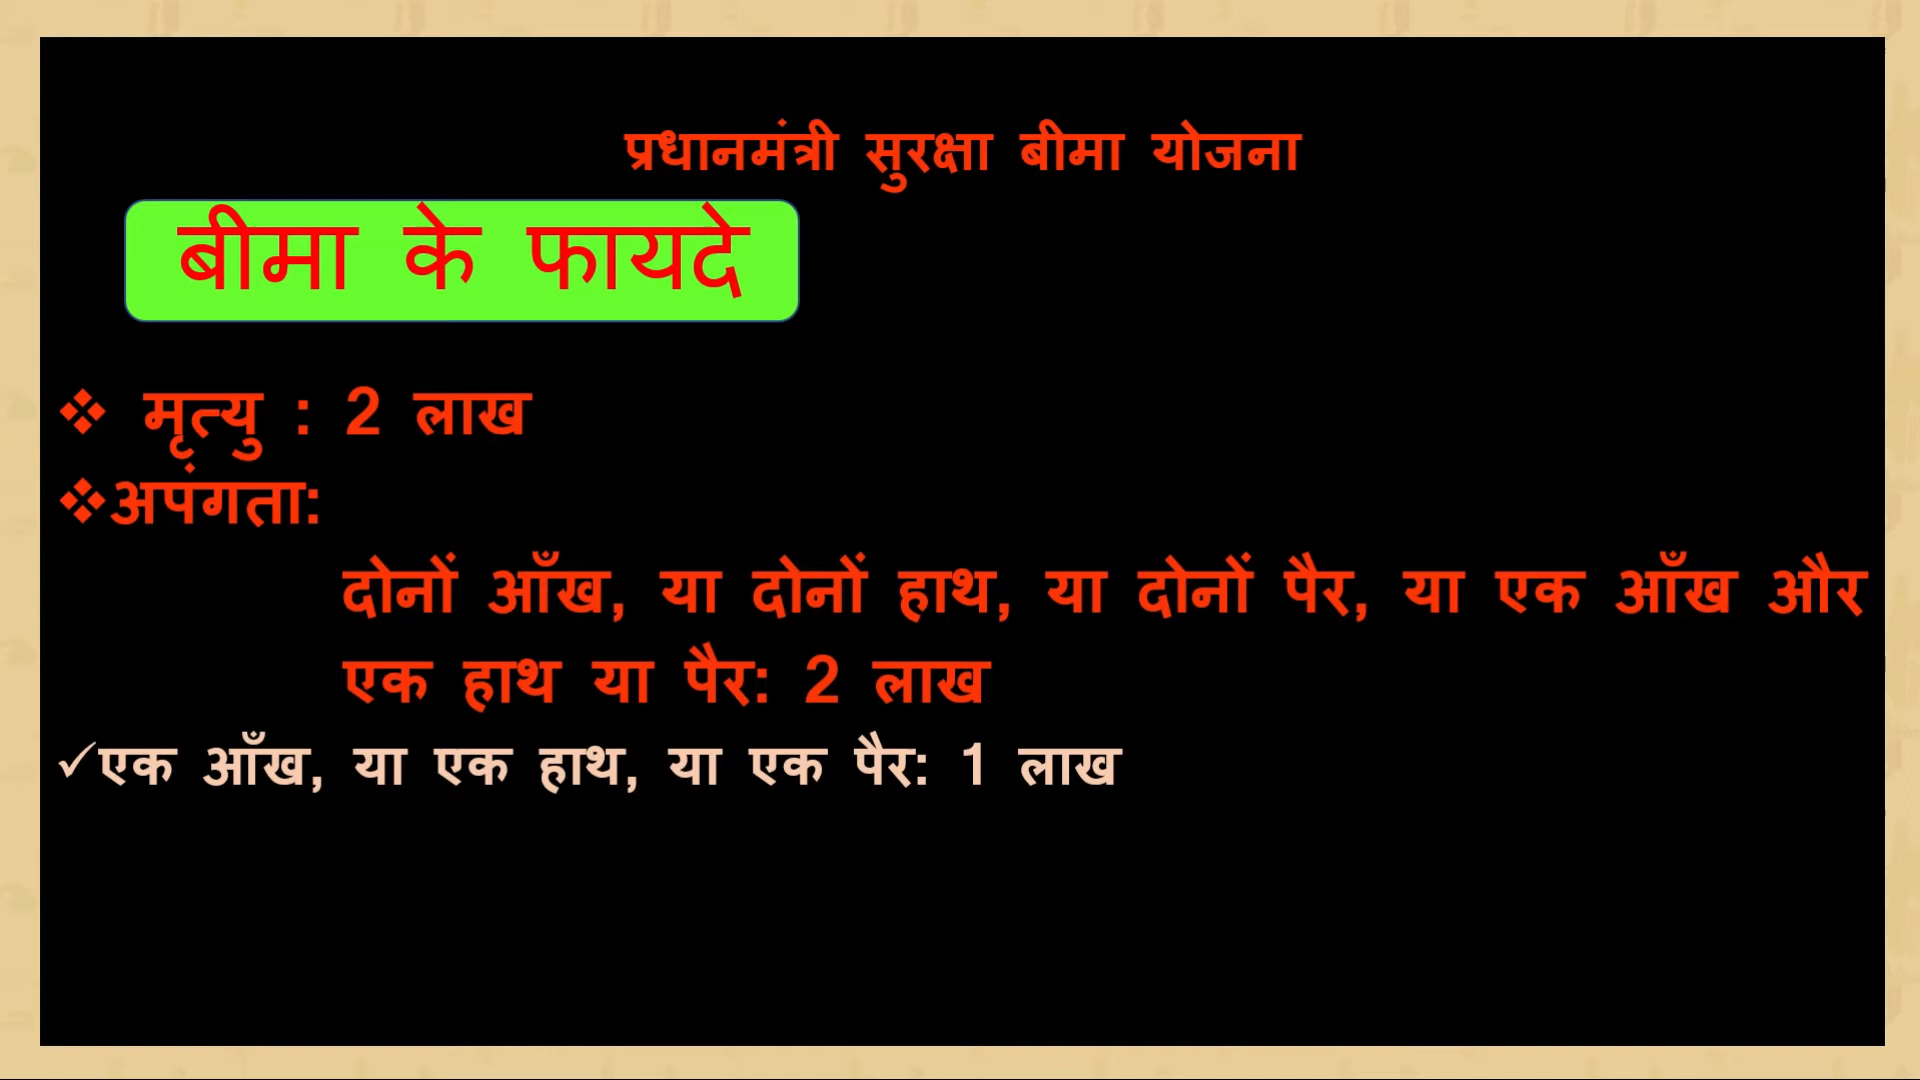 प्रधानमंत्री सुरक्षा बीमा योजना
बीमा के फायदे
❖ मृत्यु : 2 लाख
❖अपंगता:
दोनों आँख, या दोनों हाथ, या दोनों पैर, या एक आँख और
एक हाथ या पैर: 2 लाख
✓एक आँख, या एक हाथ, या एक पैर: 1 लाख